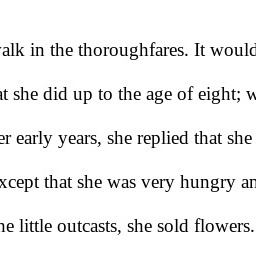 alk in the thoroughfares. It would
at she did up to the age of eight; w
er early years, she replied that she
xcept that she was very hungry an
he little outcasts, she sold flowers.